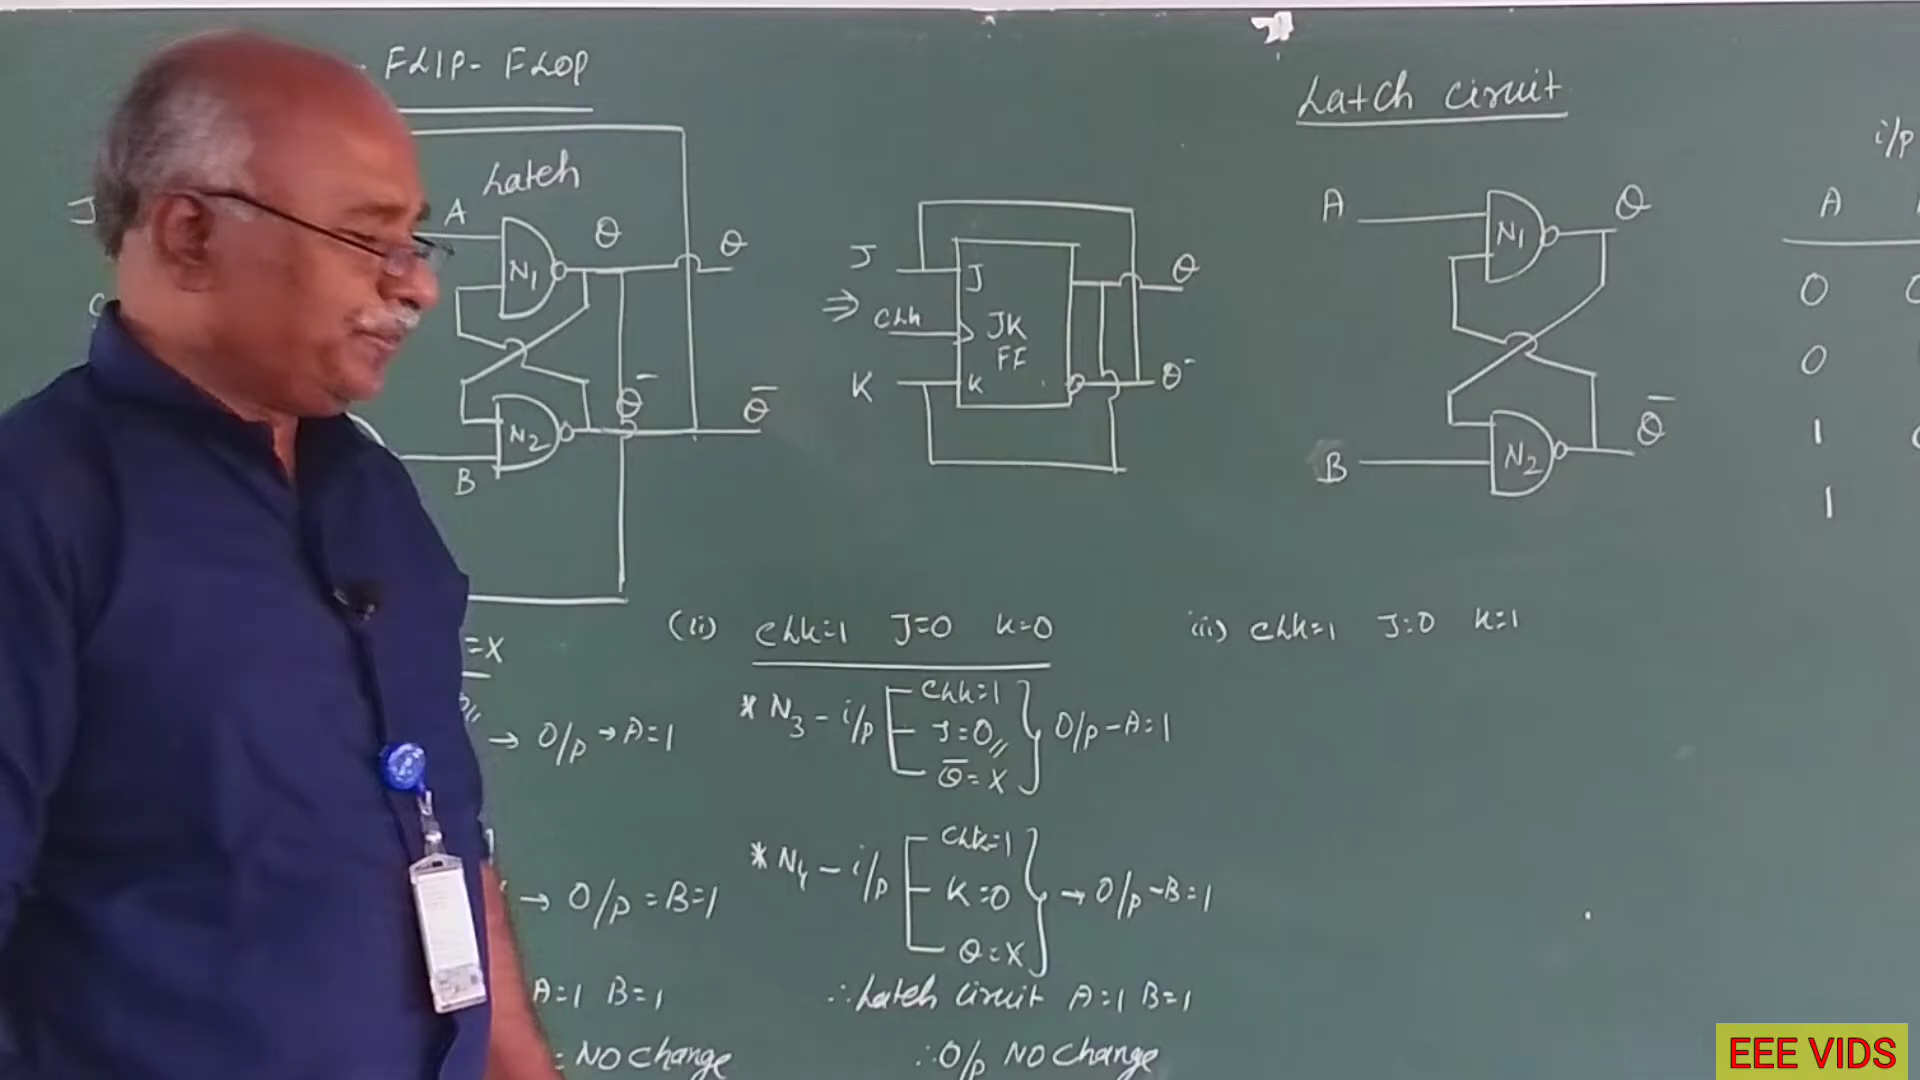 - FLIP-FLOP
Latch
J
A
N1
Q
Q
Q̄
Q̄
N2
B
J
J
Q
⇒
CLK
JK
FF
K
K
Q̄
Latch circuit
A
N1
Q
B
N2
Q̄
i/p
A
0
0
1
1
=X
→ O/p → A=1
→ O/p = B=1
A=1 B=1
= NO change
(ii) CLK=1 J=0 K=0
* N3 - i/p
CLK=1
J=0
Q̄=X
O/p - A=1
* N4 - i/p
CLK=1
K=0
Q=X
→ O/p - B=1
∴ Latch circuit A=1 B=1
∴ O/p NO change
iii) CLK=1 J=0 K=1
EEE VIDS